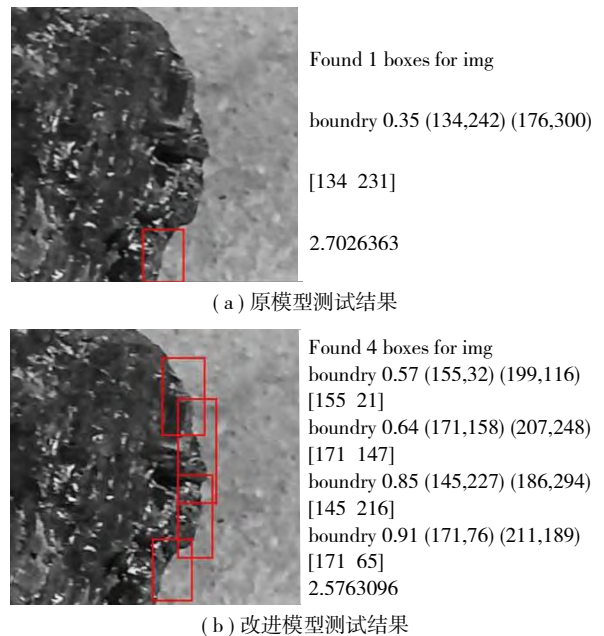 Found 1 boxes for img
boundry 0.35 (134,242) (176,300)
[134 231]
2.7026363
(a)原模型测试结果
Found 4 boxes for img
boundry 0.57 (155,32) (199,116)
[155 21]
boundry 0.64 (171,158) (207,248)
[171 147]
boundry 0.85 (145,227) (186,294)
[145 216]
boundry 0.91 (171,76) (211,189)
[171 65]
2.5763096
(b)改进模型测试结果